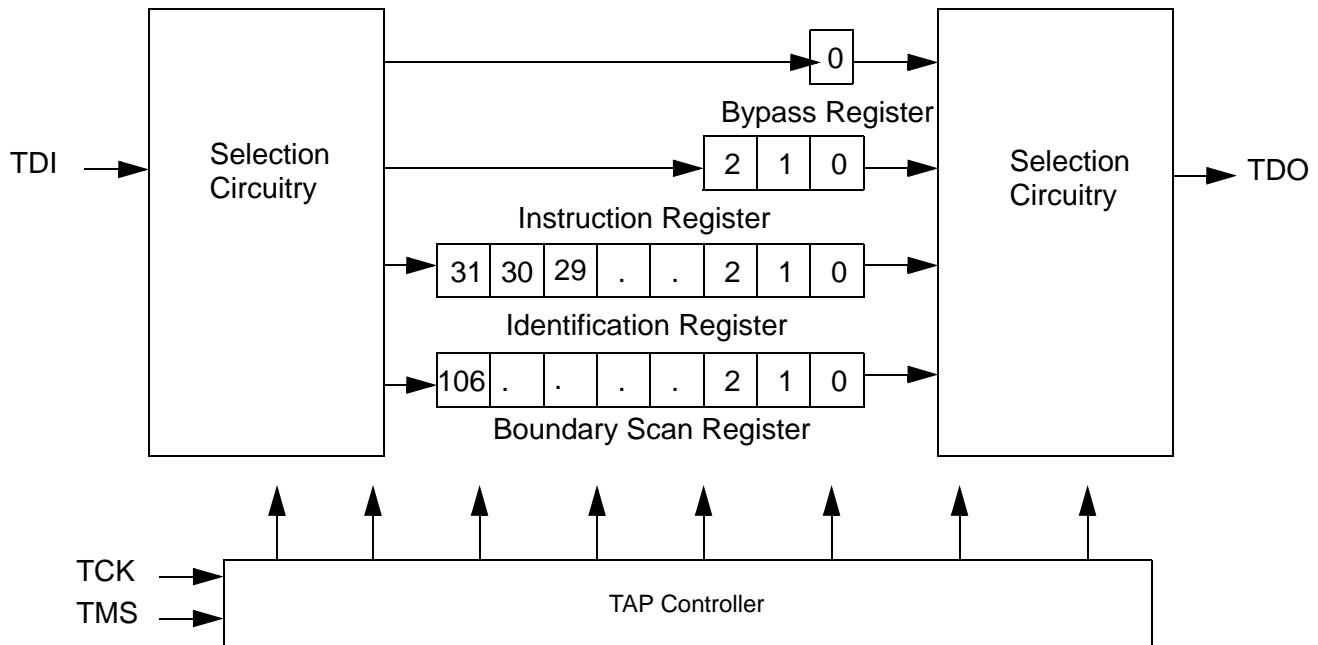 0
Bypass Register
TDI
Selection
Circuitry
2 1 0
Selection
Circuitry
TDO
Instruction Register
31 30 29 . . 2 1 0
Identification Register
106 . . . . 2 1 0
Boundary Scan Register
TCK
TMS
TAP Controller